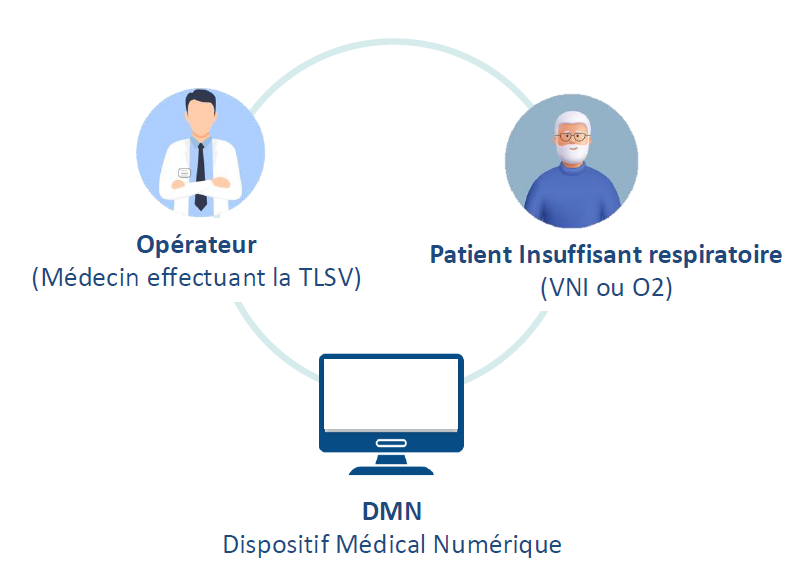 Opérateur
(Médecin effectuant la TLSV)
Patient Insuffisant respiratoire
(VNI ou O2)
DMN
Dispositif Médical Numérique